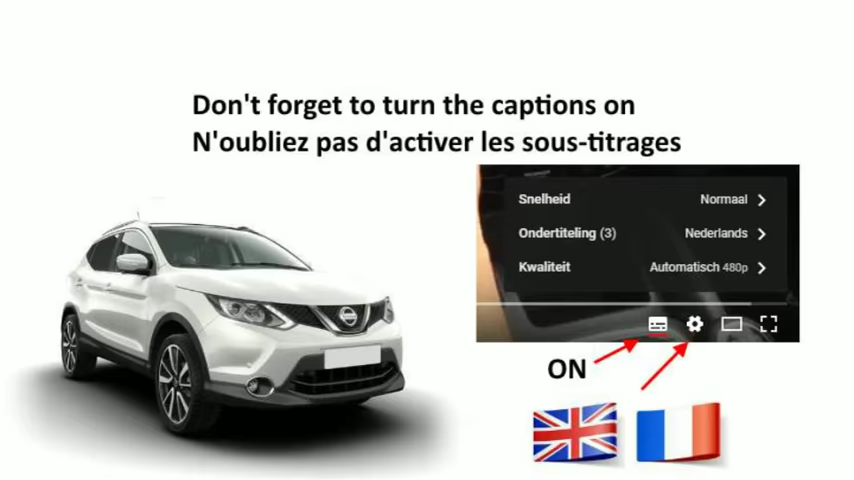 Don't forget to turn the captions on
N'oubliez pas d'activer les sous-titrages
Snelheid Normaal
Ondertiteling (3) Nederlands
Kwaliteit Automatisch 480p
ON